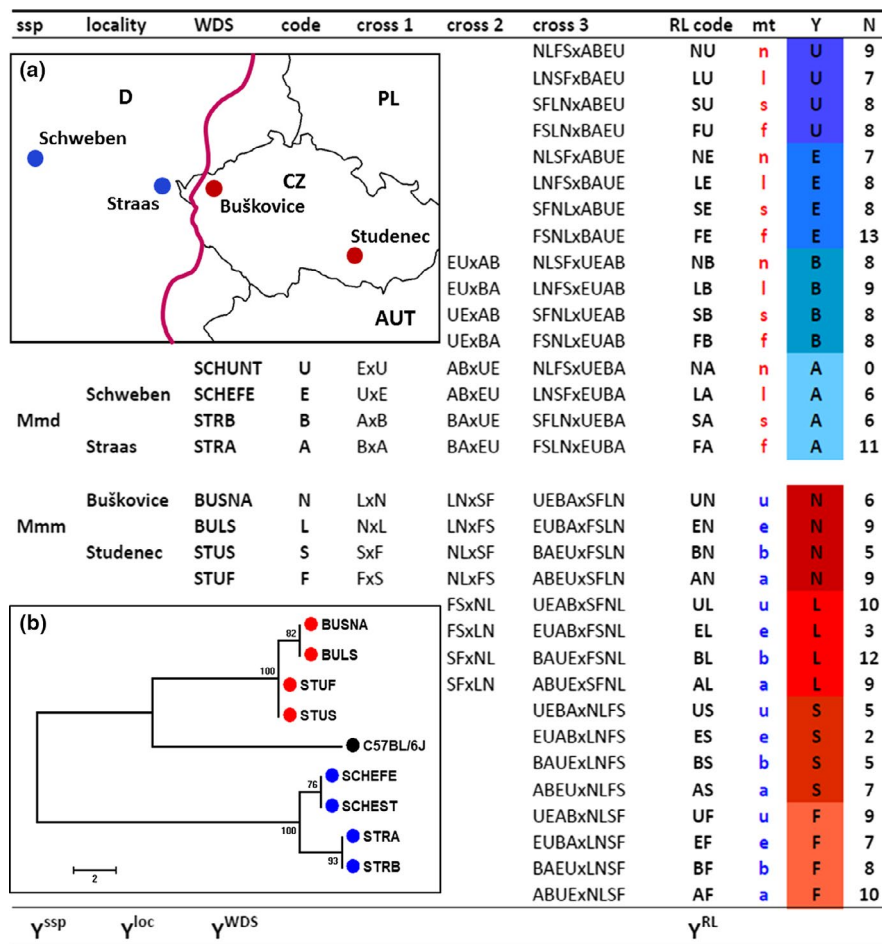 ssp locality WDS code cross 1 cross 2 cross 3 RL code mt Y N
NLFSxABEU NU n U 9
LNSFxBAEU LU l U 7
SFLNxABEU SU s U 8
FSLNxBAEU FU f U 8
NLSFxABUE NE n E 7
LNFSxBAUE LE l E 8
SFNLxABUE SE s E 8
FSNLxBAUE FE f E 13
EUxAB NLSFxUEAB NB n B 8
EUxBA LNFSxEUAB LB l B 9
UExAB SFNLxUEAB SB s B 8
UExBA FSNLxEUAB FB f B 8
SCHUNT U ExU ABxUE NLFSxUEBA NA n A 0
Schweben SCHEFE E UxE ABxEU LNSFxEUBA LA l A 6
Mmd STRB B AxB BAxUE SFLNxUEBA SA s A 6
Straas STRA A BxA BAxEU FSLNxEUBA FA f A 11
(a)
D
PL
Schweben
CZ
Straas
Buškovice
Studenec
AUT
Buškovice BUSNA N LxN LNxSF UEBAxSFLN UN u N 6
Mmm BULS L NxL LNxFS EUBAxFSLN EN e N 9
Studenec STUS S SxF NLxSF BAEUxFSLN BN b N 5
STUF F FxS NLxFS ABEUxSFLN AN a N 9
FSxNL UEABxSFNL UL u L 10
FSxLN EUABxFSNL EL e L 3
SFxNL BAUExFSNL BL b L 12
SFxLN ABUExSFNL AL a L 9
UEBAxNLFS US u S 5
EUABxLNFS ES e S 2
BAUExLNFS BS b S 5
ABEUxNLFS AS a S 7
UEABxNLSF UF u F 9
EUBAxLNSF EF e F 7
BAEUxLNSF BF b F 8
ABUExNLSF AF a F 10
(b)
82
BUSNA
BULS
100
STUF
STUS
C57BL/6J
SCHEFE
76
SCHEST
100
STRA
93
STRB
2
Y^ssp Y^loc Y^WDS Y^RL